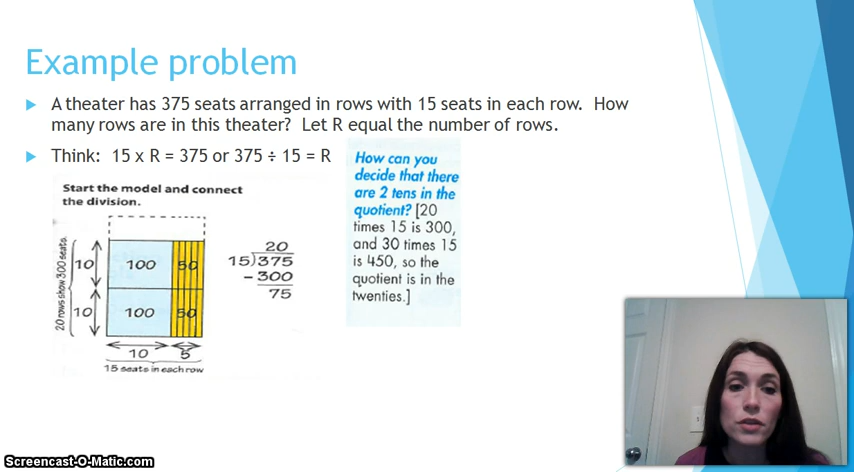 Example problem
A theater has 375 seats arranged in rows with 15 seats in each row. How
many rows are in this theater? Let R equal the number of rows.
Think: 15 x R = 375 or 375 ÷ 15 = R
Start the model and connect
the division.
20 rows show 300 seats.
10
100
50
10
100
50
10
5
15 seats in each row
20
15)375
-300
75
How can you
decide that there
are 2 tens in the
quotient? [20
times 15 is 300,
and 30 times 15
is 450, so the
quotient is in the
twenties.]
Screencast-O-Matic.com